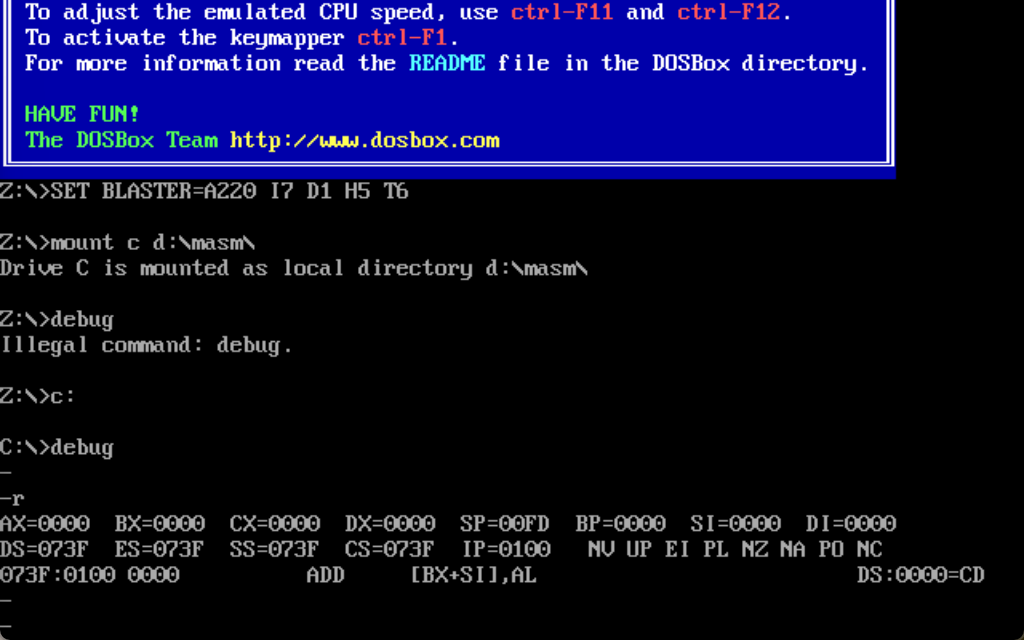 To adjust the emulated CPU speed, use ctrl-F11 and ctrl-F12.
To activate the keymapper ctrl-F1.
For more information read the README file in the DOSBox directory.
HAVE FUN!
The DOSBox Team http://www.dosbox.com
Z:\>SET BLASTER=A220 I7 D1 H5 T6
Z:\>mount c d:\masm\
Drive C is mounted as local directory d:\masm\
Z:\>debug
Illegal command: debug.
Z:\>c:
C:\>debug
-
-r
AX=0000  BX=0000  CX=0000  DX=0000  SP=00FD  BP=0000  SI=0000  DI=0000
DS=073F  ES=073F  SS=073F  CS=073F  IP=0100   NV UP EI PL NZ NA PO NC
073F:0100 0000          ADD     [BX+SI],AL                         DS:0000=CD
-
-